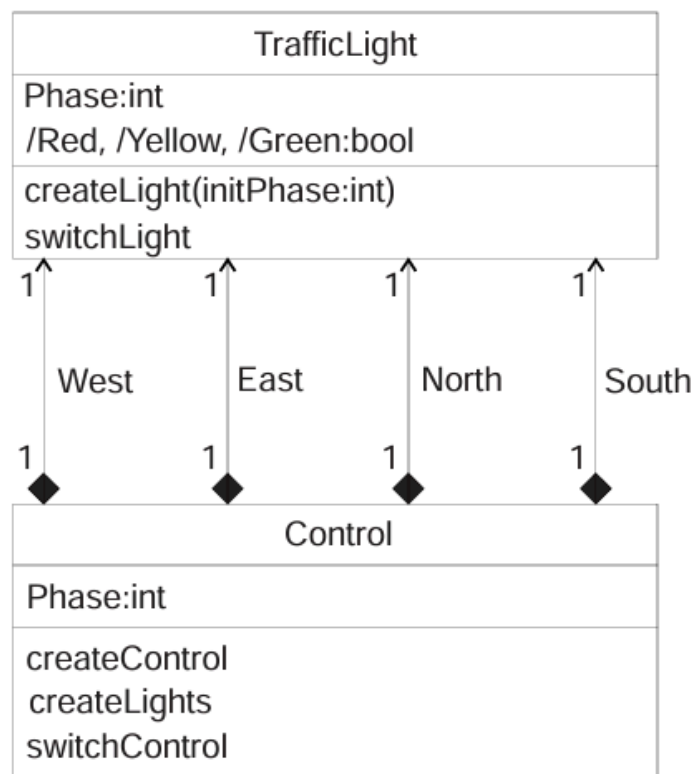 TrafficLight
Phase:int
/Red, /Yellow, /Green:bool
createLight(initPhase:int)
switchLight
1 1 1 1
West East North South
1 1 1 1
Control
Phase:int
createControl
createLights
switchControl